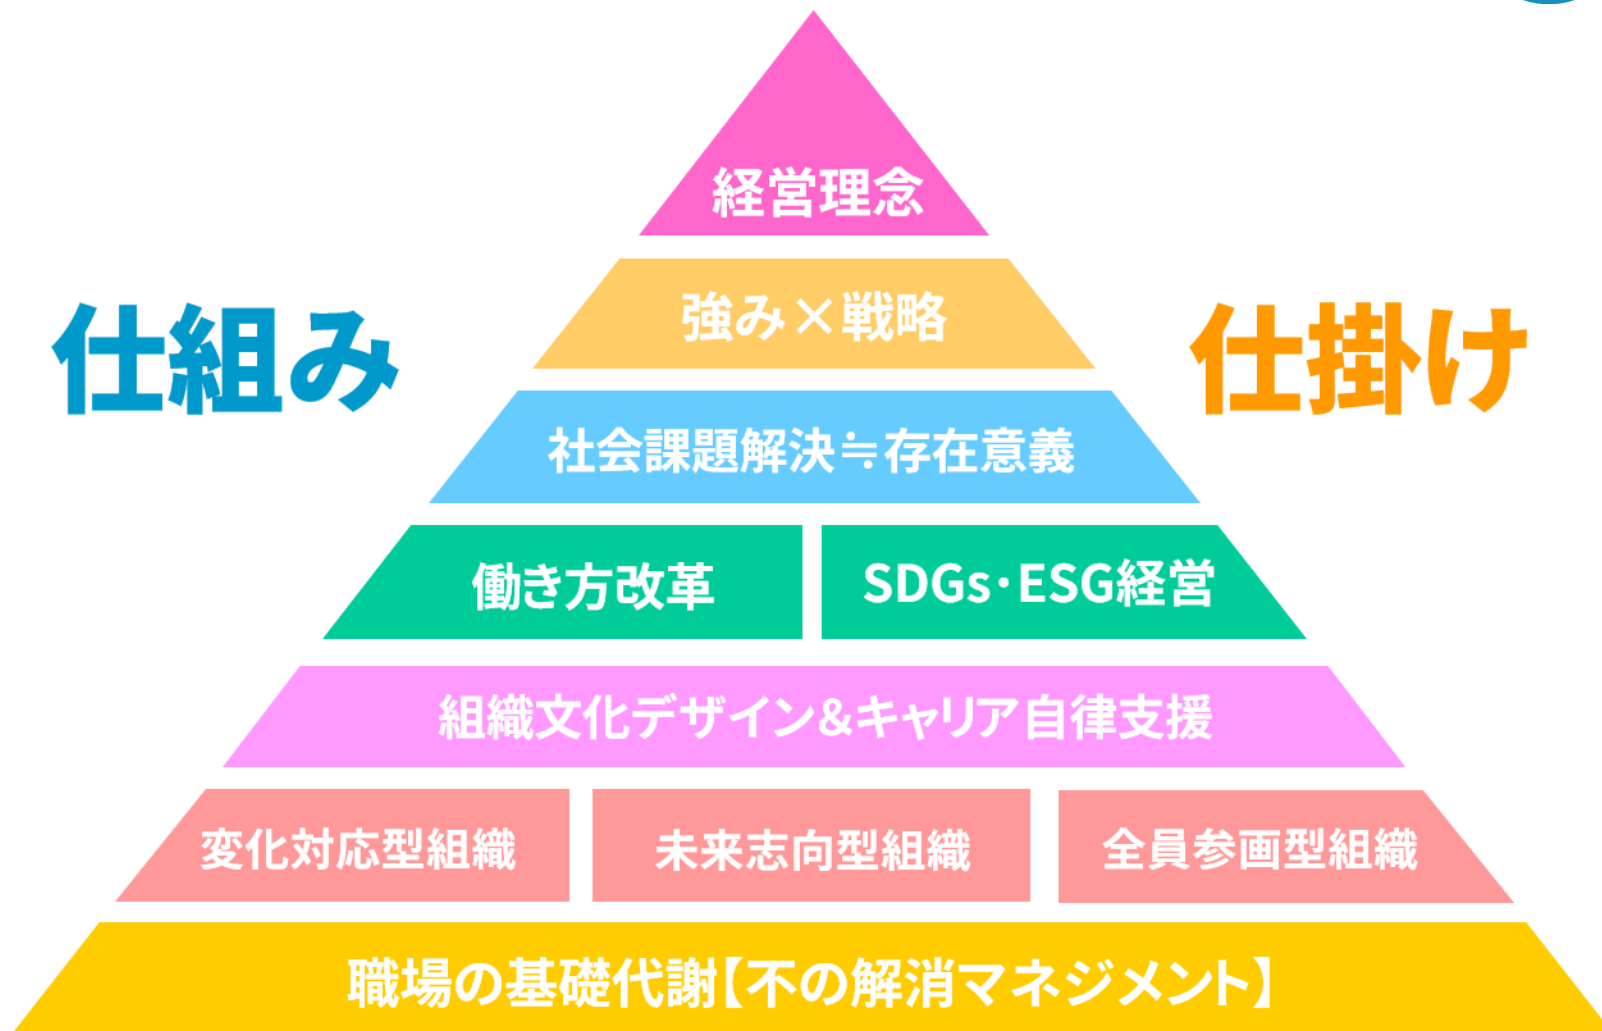 経営理念
強み×戦略
仕組み
仕掛け
社会課題解決≒存在意義
働き方改革
SDGs・ESG経営
組織文化デザイン&キャリア自律支援
変化対応型組織
未来志向型組織
全員参画型組織
職場の基礎代謝【不の解消マネジメント】